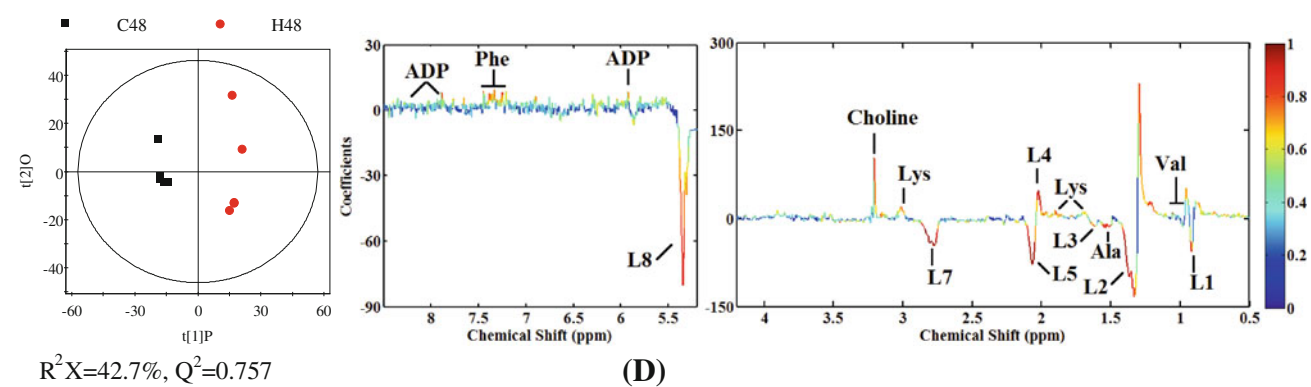 C48 H48
t[2]O
40
20
0
-20
-40
-60 -30 0 30 60
t[1]P
R²X=42.7%, Q²=0.757
Coefficients
30
0
-30
-60
-90
ADP Phe ADP
L8
8 7.5 7 6.5 6 5.5
Chemical Shift (ppm)
300
150
0
-150
Choline
Lys
L4
Lys
Val
L7
L5
L3
Ala
L2
L1
4 3.5 3 2.5 2 1.5 1 0.5
Chemical Shift (ppm)
1
0.8
0.6
0.4
0.2
0
(D)